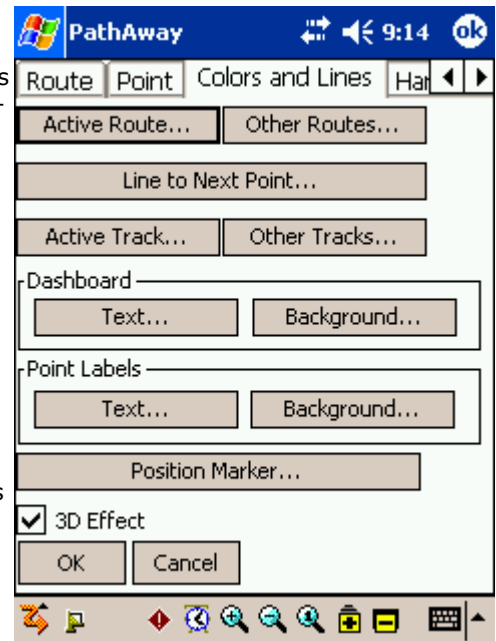 PathAway 9:14 ok
Route Point Colors and Lines Har
Active Route... Other Routes...
Line to Next Point...
Active Track... Other Tracks...
Dashboard
Text... Background...
Point Labels
Text... Background...
Position Marker...
3D Effect
OK Cancel